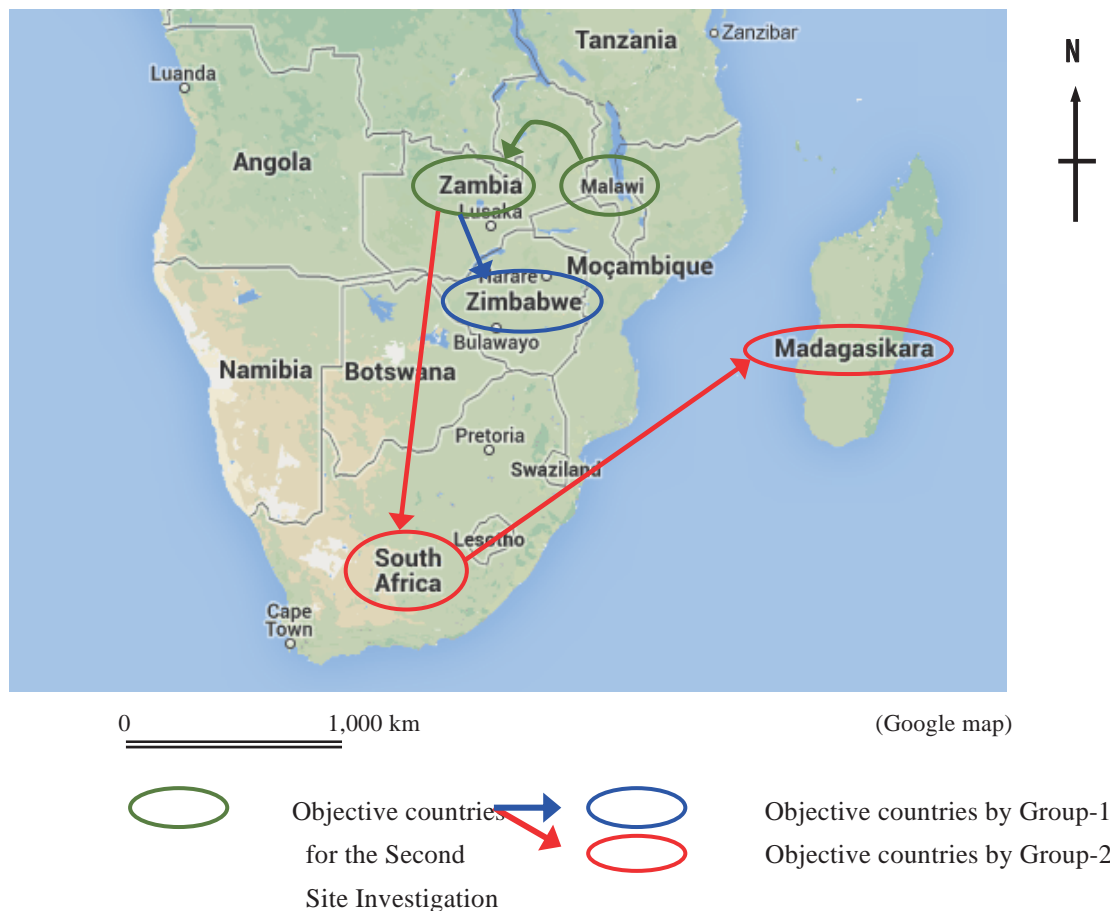 Tanzania
Zanzibar
N
Luanda
Angola
Zambia
Malawi
Lusaka
Moçambique
Harare
Zimbabwe
Bulawayo
Madagasikara
Namibia
Botswana
Pretoria
Swaziland
Lesotho
South
Africa
Cape
Town
0 1,000 km (Google map)
Objective countries
for the Second
Site Investigation
Objective countries by Group-1
Objective countries by Group-2